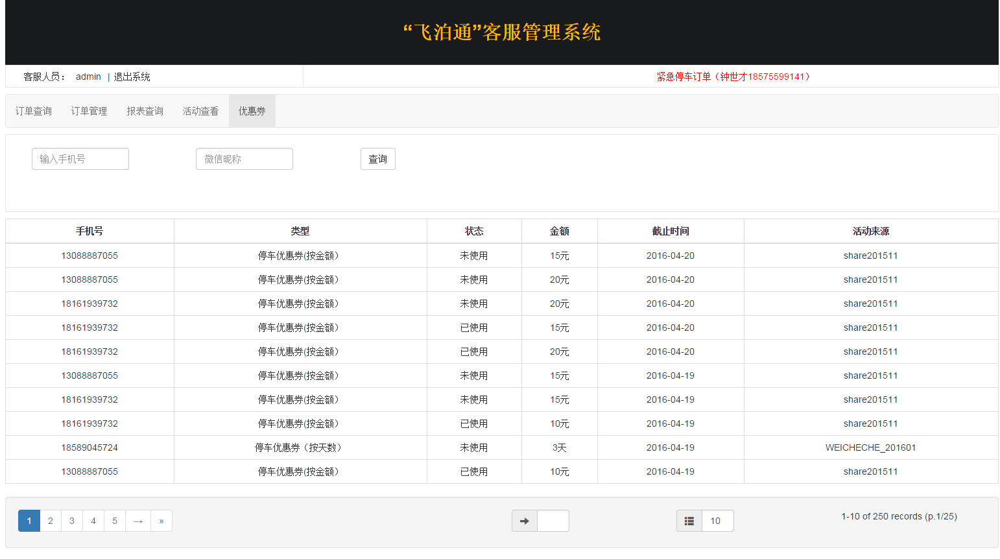 “飞泊通”客服管理系统
客服人员： admin | 退出系统 紧急停车订单（钟世才18575599141）
订单查询 订单管理 报表查询 活动查看 优惠券
输入手机号 微信昵称 查询
手机号 类型 状态 金额 截止时间 活动来源
13088887055 停车优惠券(按金额） 未使用 15元 2016-04-20 share201511
13088887055 停车优惠券(按金额） 未使用 20元 2016-04-20 share201511
18161939732 停车优惠券(按金额） 未使用 20元 2016-04-20 share201511
18161939732 停车优惠券(按金额） 已使用 15元 2016-04-20 share201511
18161939732 停车优惠券(按金额） 已使用 20元 2016-04-20 share201511
13088887055 停车优惠券(按金额） 未使用 15元 2016-04-19 share201511
18161939732 停车优惠券(按金额） 未使用 15元 2016-04-19 share201511
18161939732 停车优惠券(按金额） 已使用 10元 2016-04-19 share201511
18589045724 停车优惠券（按天数） 未使用 3天 2016-04-19 WEICHECHE_201601
13088887055 停车优惠券(按金额） 已使用 10元 2016-04-19 share201511
1 2 3 4 5 → » 10 1-10 of 250 records (p.1/25)